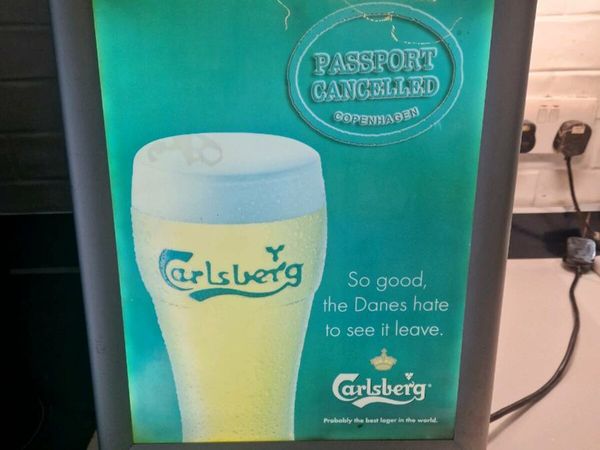 PASSPORT
CANCELLED
COPENHAGEN
Carlsberg
So good,
the Danes hate
to see it leave.
Carlsberg®
Probably the best lager in the world.